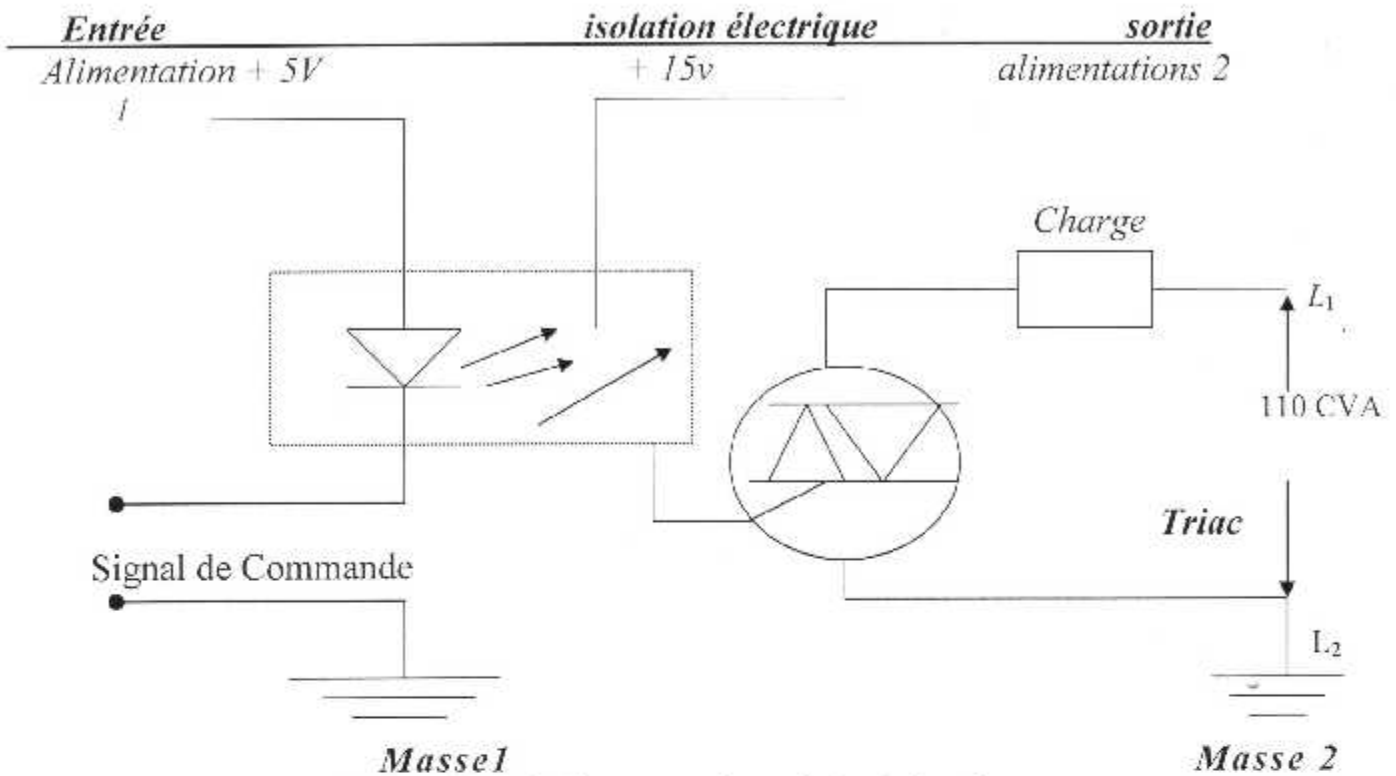 Entrée isolation électrique sortie
Alimentation + 5V + 15v alimentations 2
1
Charge
L1
110 CVA
Triac
Signal de Commande
L2
Masse1 Masse 2